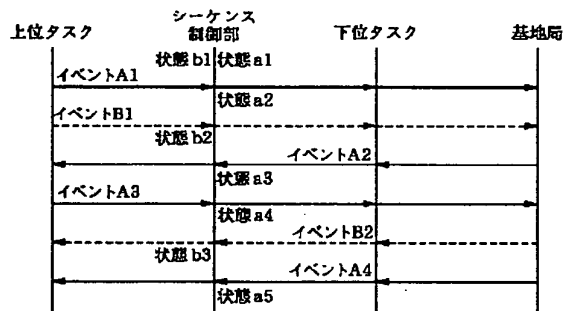 上位タスク
シーケンス
制御部
下位タスク
基地局
状態b1 状態a1
イベントA1
状態a2
イベントB1
状態b2
イベントA2
状態a3
イベントA3
状態a4
イベントB2
状態b3
イベントA4
状態a5